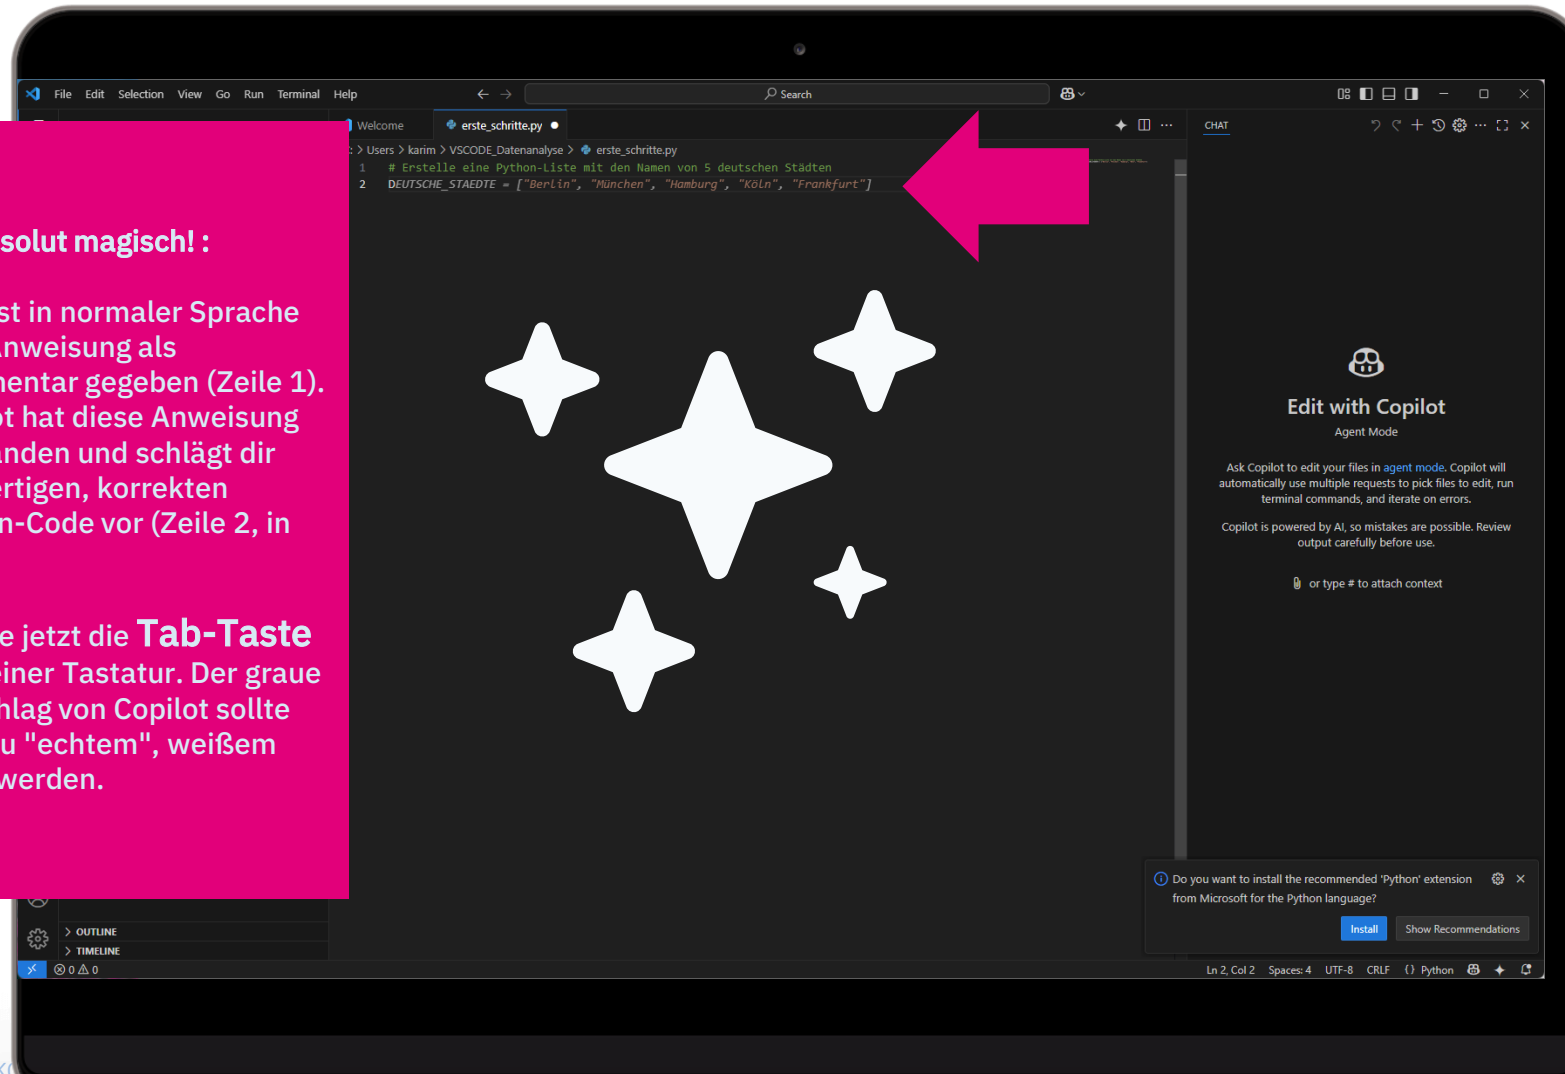 File Edit Selection View Go Run Terminal Help
Search
Welcome
erste_schritte.py
> Users > karim > VSCODE_Datenanalyse > erste_schritte.py
1 # Erstelle eine Python-Liste mit den Namen von 5 deutschen Städten
2 DEUTSCHE_STAEDTE = ["Berlin", "München", "Hamburg", "Köln", "Frankfurt"]
solut magisch! :
st in normaler Sprache
nweisung als
entar gegeben (Zeile 1).
ot hat diese Anweisung
anden und schlägt dir
ertigen, korrekten
n-Code vor (Zeile 2, in
e jetzt die Tab-Taste
einer Tastatur. Der graue
hlag von Copilot sollte
u "echtem", weißem
werden.
> OUTLINE
> TIMELINE
0 0
CHAT
Edit with Copilot
Agent Mode
Ask Copilot to edit your files in agent mode. Copilot will
automatically use multiple requests to pick files to edit, run
terminal commands, and iterate on errors.
Copilot is powered by AI, so mistakes are possible. Review
output carefully before use.
or type # to attach context
Do you want to install the recommended 'Python' extension
from Microsoft for the Python language?
Install
Show Recommendations
Ln 2, Col 2 Spaces: 4 UTF-8 CRLF {} Python